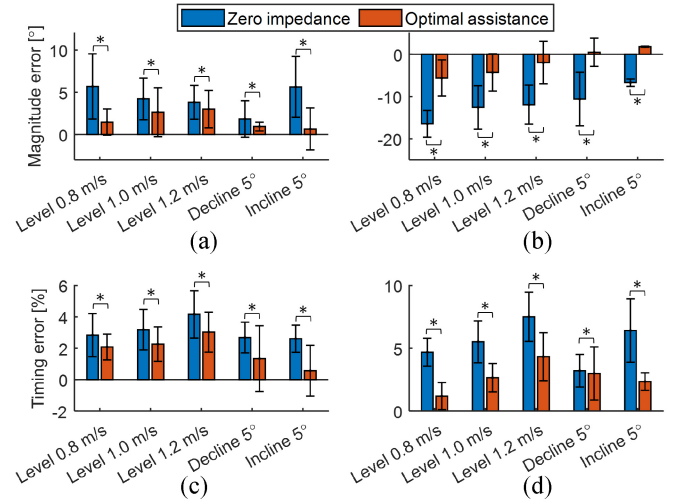 Zero impedance Optimal assistance
Magnitude error [°]
10
5
0
* * * * *
Level 0.8 m/s
Level 1.0 m/s
Level 1.2 m/s
Decline 5°
Incline 5°
(a)
0
-10
-20
* * * * *
Level 0.8 m/s
Level 1.0 m/s
Level 1.2 m/s
Decline 5°
Incline 5°
(b)
Timing error [%]
6
4
2
0
-2
* * * * *
Level 0.8 m/s
Level 1.0 m/s
Level 1.2 m/s
Decline 5°
Incline 5°
(c)
10
5
0
* * * * *
Level 0.8 m/s
Level 1.0 m/s
Level 1.2 m/s
Decline 5°
Incline 5°
(d)